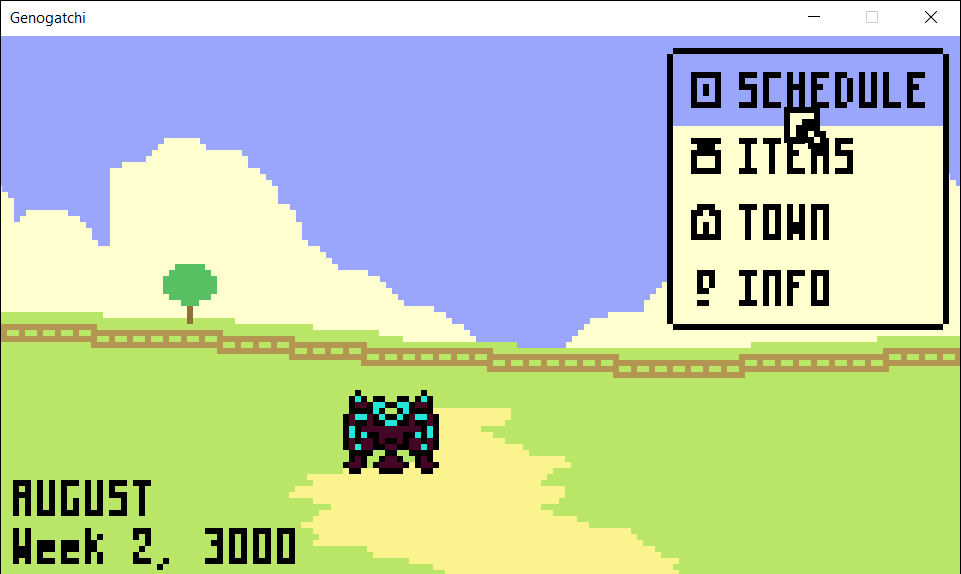 Genogatchi
SCHEDULE
ITEMS
TOWN
INFO
AUGUST
Week 2, 3000